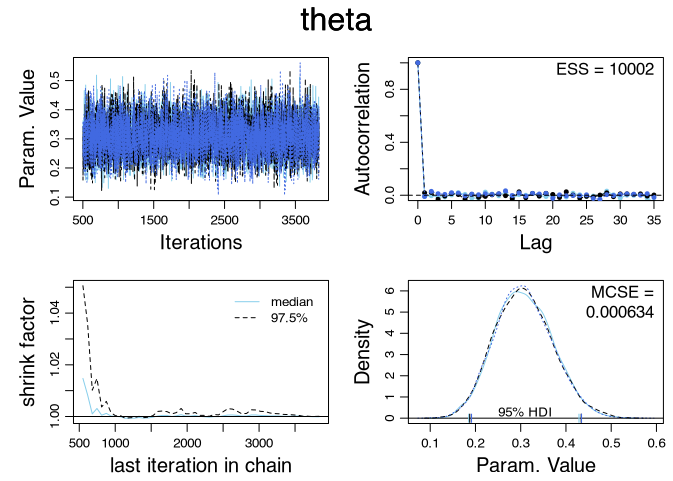 theta
Param. Value
0.1 0.2 0.3 0.4 0.5
500 1500 2500 3500
Iterations
Autocorrelation
0.0 0.4 0.8
ESS = 10002
0 5 10 15 20 25 30 35
Lag
shrink factor
1.00 1.02 1.04
median
97.5%
500 1000 2000 3000
last iteration in chain
Density
0 1 2 3 4 5 6
MCSE =
0.000634
95% HDI
0.1 0.2 0.3 0.4 0.5 0.6
Param. Value